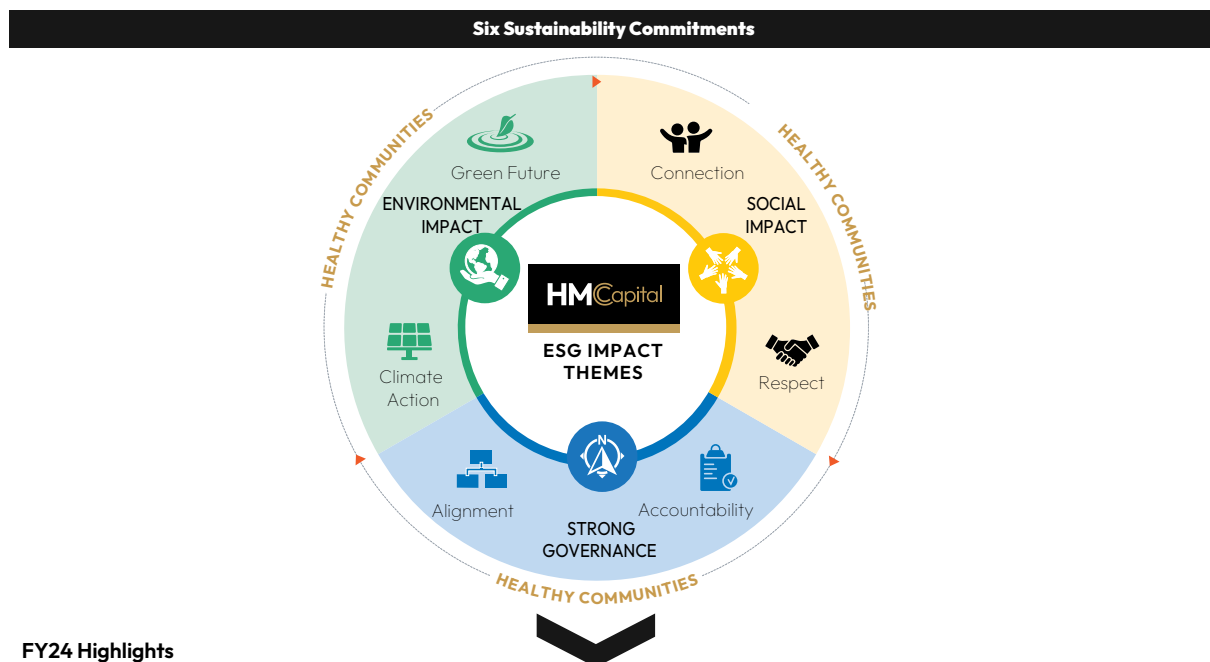 Six Sustainability Commitments
HEALTHY COMMUNITIES
HEALTHY COMMUNITIES
Green Future
Connection
ENVIRONMENTAL
IMPACT
SOCIAL
IMPACT
HMCapital
ESG IMPACT
THEMES
Climate
Action
Respect
N
Alignment
Accountability
STRONG
GOVERNANCE
HEALTHY COMMUNITIES
FY24 Highlights